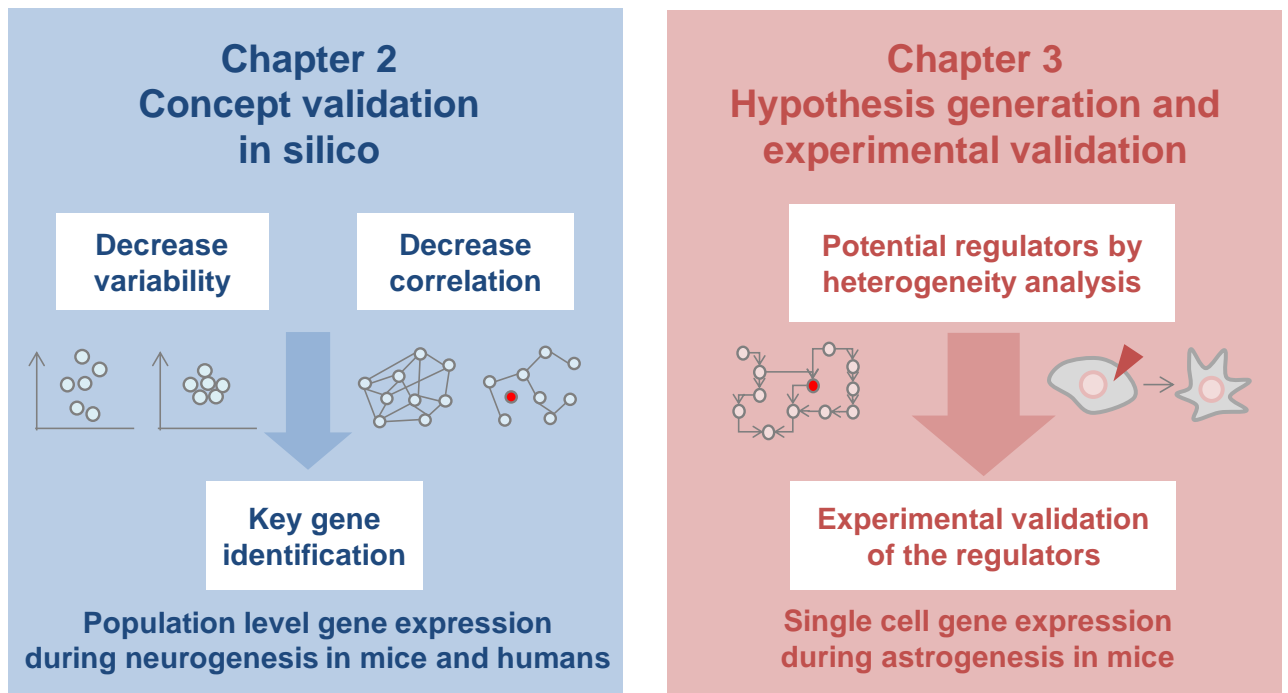 Chapter 2
Concept validation
in silico
Decrease
variability
Decrease
correlation
Key gene
identification
Population level gene expression
during neurogenesis in mice and humans
Chapter 3
Hypothesis generation and
experimental validation
Potential regulators by
heterogeneity analysis
Experimental validation
of the regulators
Single cell gene expression
during astrogenesis in mice